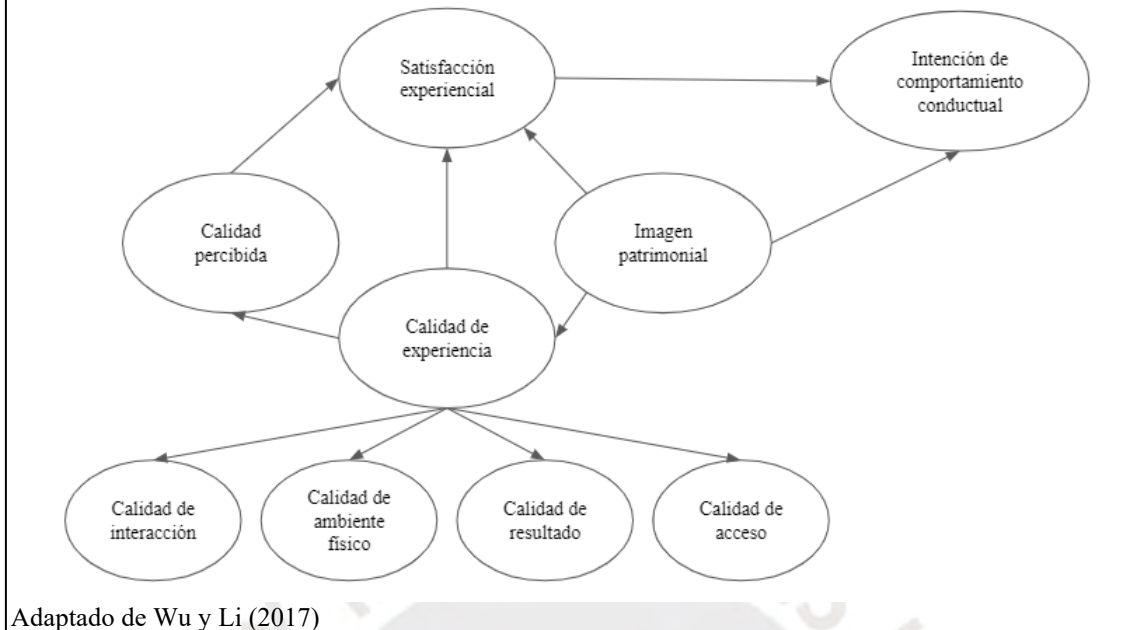 Satisfacción
experiencial
Intención de
comportamiento
conductual
Calidad
percibida
Imagen
patrimonial
Calidad de
experiencia
Calidad de
interacción
Calidad de
ambiente
físico
Calidad de
resultado
Calidad de
acceso
Adaptado de Wu y Li (2017)